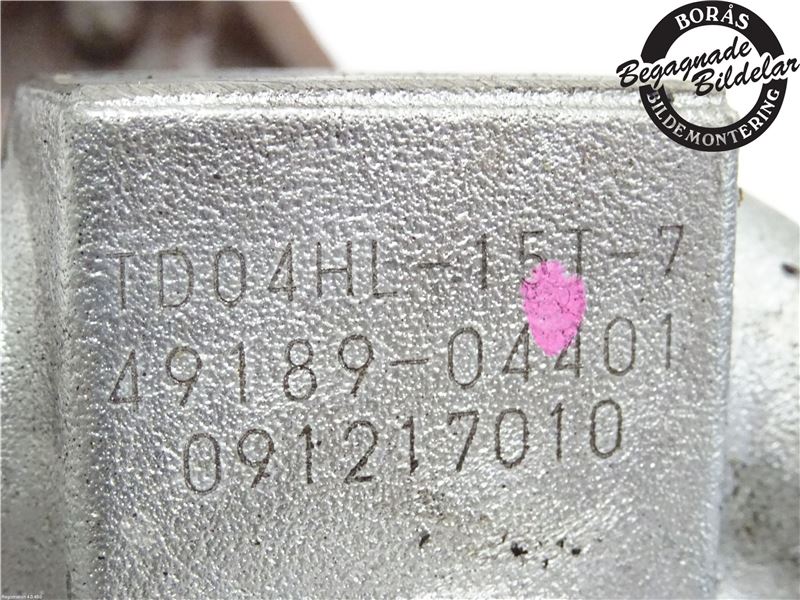 BORÅS
Begagnade
Bildelar
BILDEMONTERING
TD04HL-15T-7
49189-04401
091217010